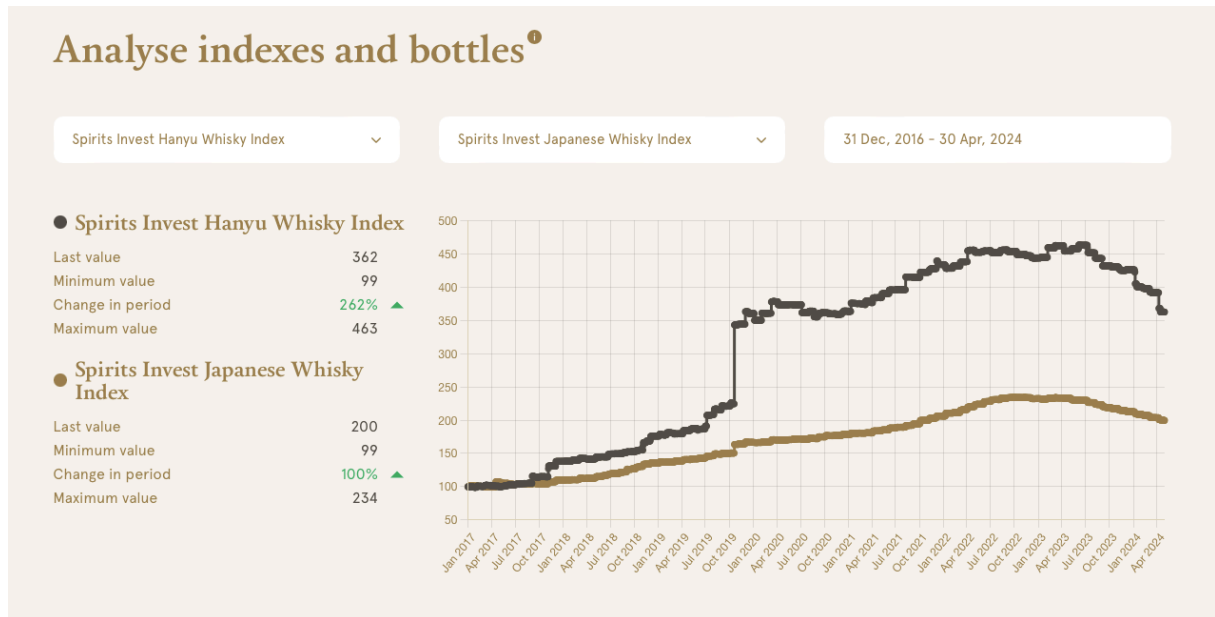 Analyse indexes and bottles
i
Spirits Invest Hanyu Whisky Index
Spirits Invest Japanese Whisky Index
31 Dec, 2016 - 30 Apr, 2024
Spirits Invest Hanyu Whisky Index
Last value 362
Minimum value 99
Change in period 262%
Maximum value 463
Spirits Invest Japanese Whisky
Index
Last value 200
Minimum value 99
Change in period 100%
Maximum value 234
500
450
400
350
300
250
200
150
100
50
Jan 2017
Apr 2017
Jul 2017
Oct 2017
Jan 2018
Apr 2018
Jul 2018
Oct 2018
Jan 2019
Apr 2019
Jul 2019
Oct 2019
Jan 2020
Apr 2020
Jul 2020
Oct 2020
Jan 2021
Apr 2021
Jul 2021
Oct 2021
Jan 2022
Apr 2022
Jul 2022
Oct 2022
Jan 2023
Apr 2023
Jul 2023
Oct 2023
Jan 2024
Apr 2024